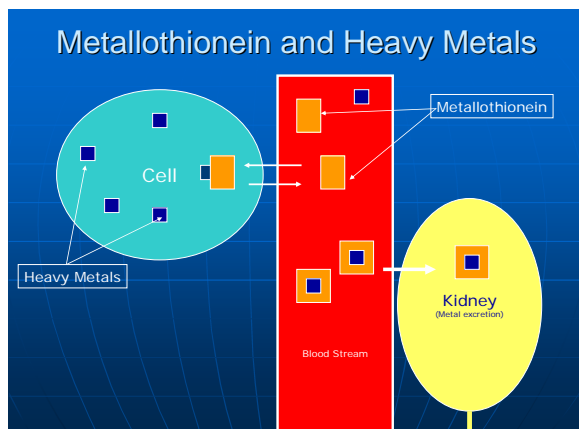 Metallothionein and Heavy Metals
Metallothionein
Cell
Heavy Metals
Kidney
(Metal excretion)
Blood Stream